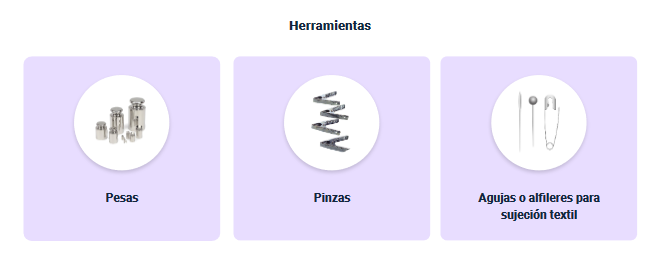 Herramientas
Pesas
Pinzas
Agujas o alfileres para
sujeción textil